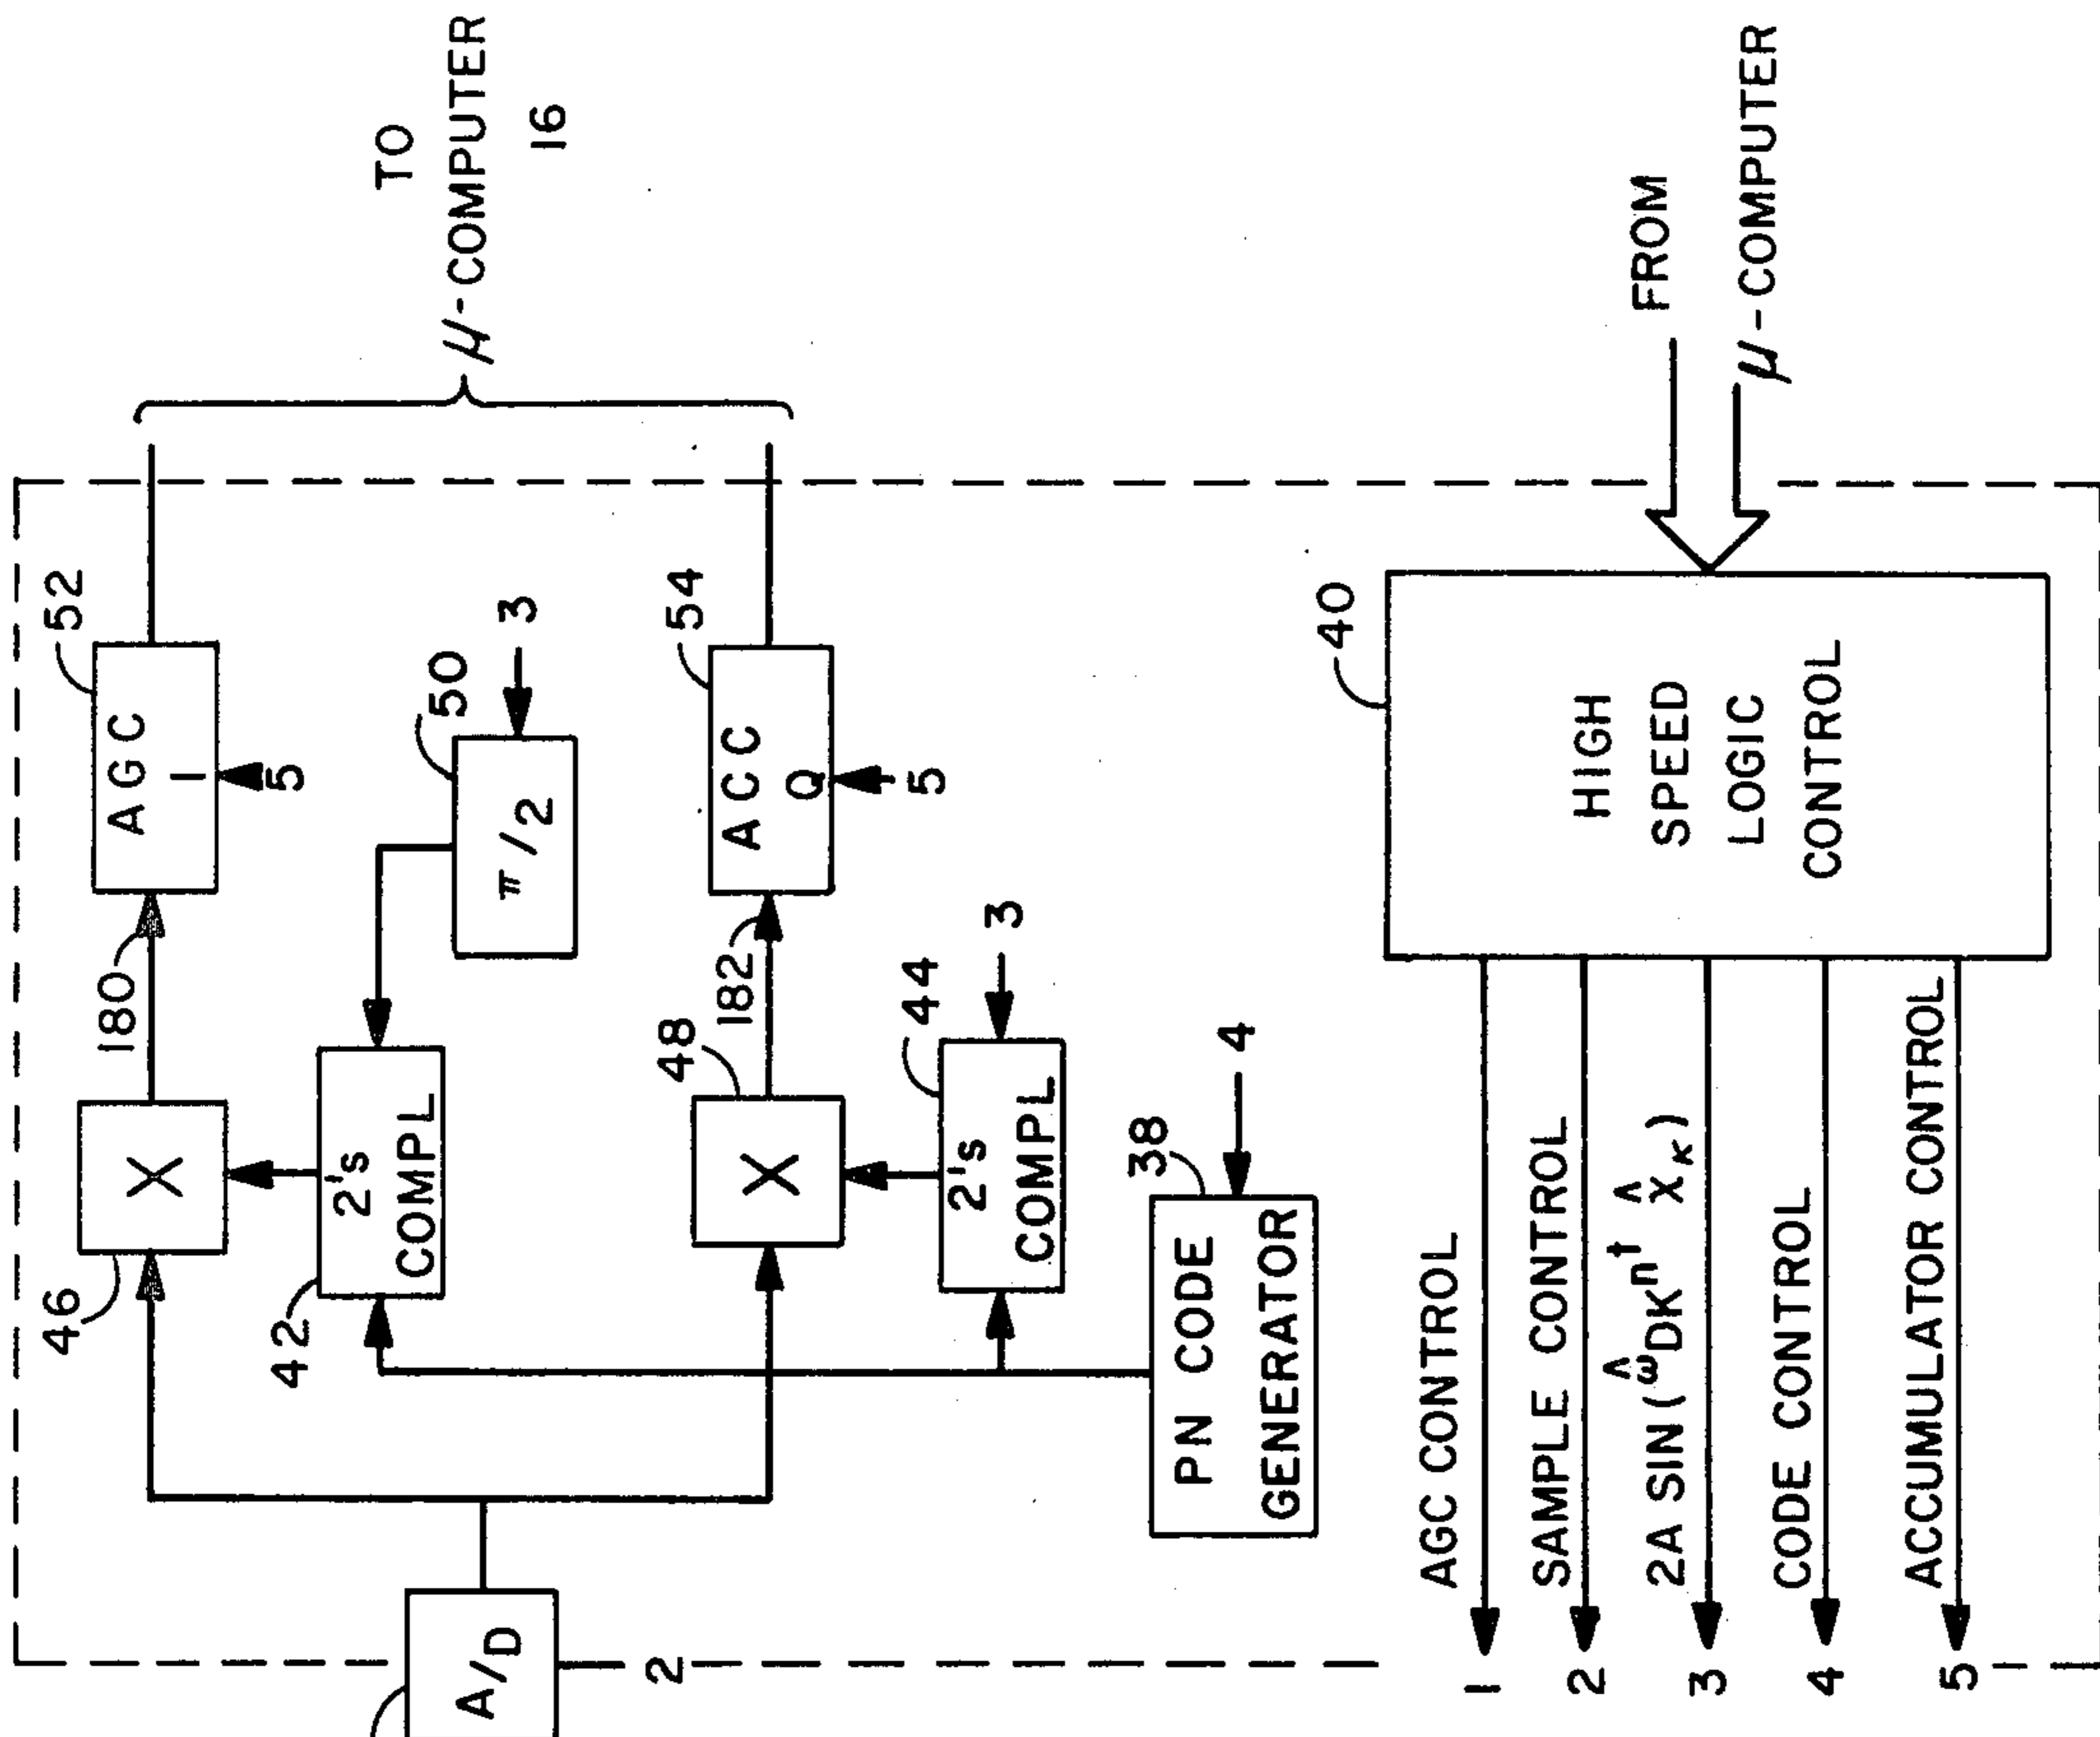 A/D
2
46
X
180
52
AGC
I
5
42
2's
COMPL
50
π/2
3
48
X
182
54
ACC
Q
5
44
2's
COMPL
3
38
PN CODE
GENERATOR
4
TO
μ-COMPUTER
16
40
HIGH
SPEED
LOGIC
CONTROL
FROM
μ-COMPUTER
1 AGC CONTROL
2 SAMPLE CONTROL
3 2A SIN(ω̂DKn† χ̂κ)
4 CODE CONTROL
5 ACCUMULATOR CONTROL